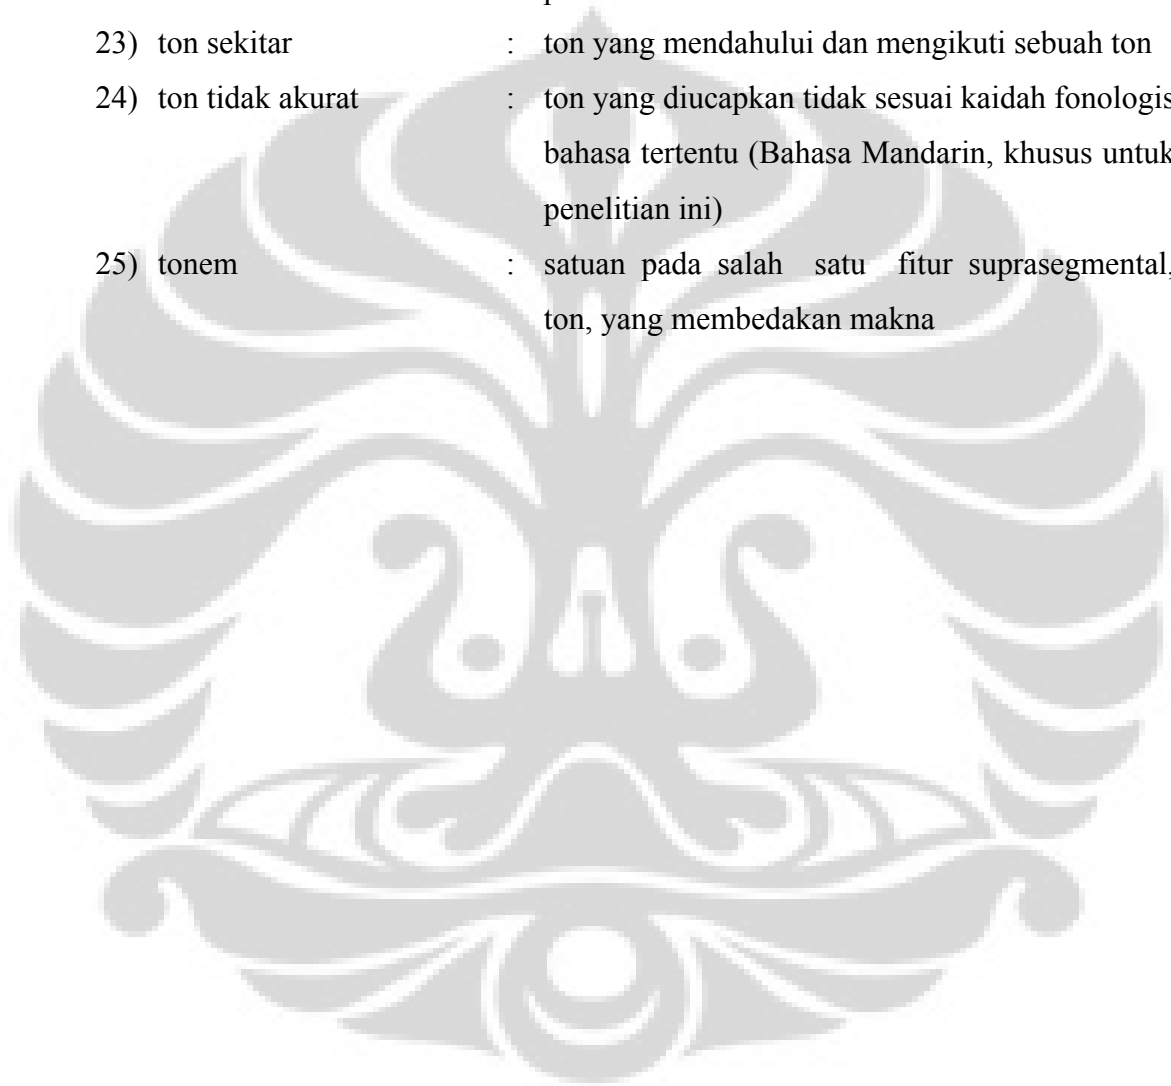 23) ton sekitar : ton yang mendahului dan mengikuti sebuah ton
24) ton tidak akurat : ton yang diucapkan tidak sesuai kaidah fonologis
bahasa tertentu (Bahasa Mandarin, khusus untuk
penelitian ini)
25) tonem : satuan pada salah satu fitur suprasegmental,
ton, yang membedakan makna